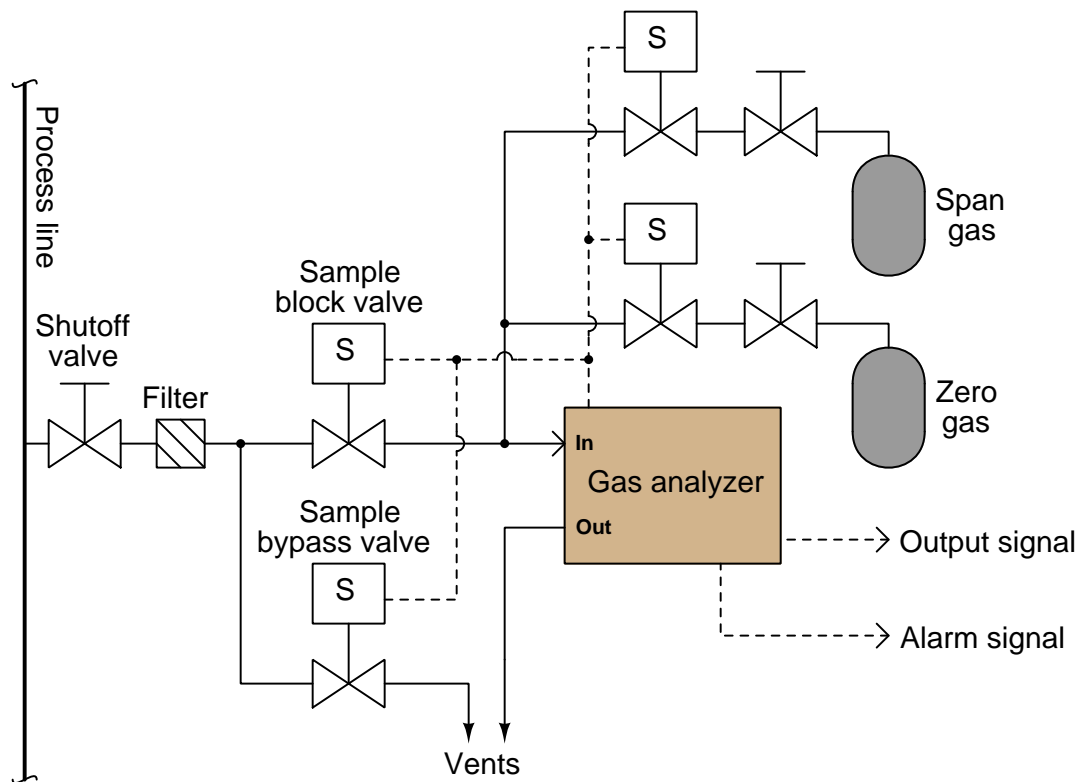 S
Process line
Span
gas
S
Sample
block valve
Shutoff
valve
S
Filter
Zero
gas
In
Gas analyzer
Sample
bypass valve
Out
Output signal
S
Alarm signal
Vents